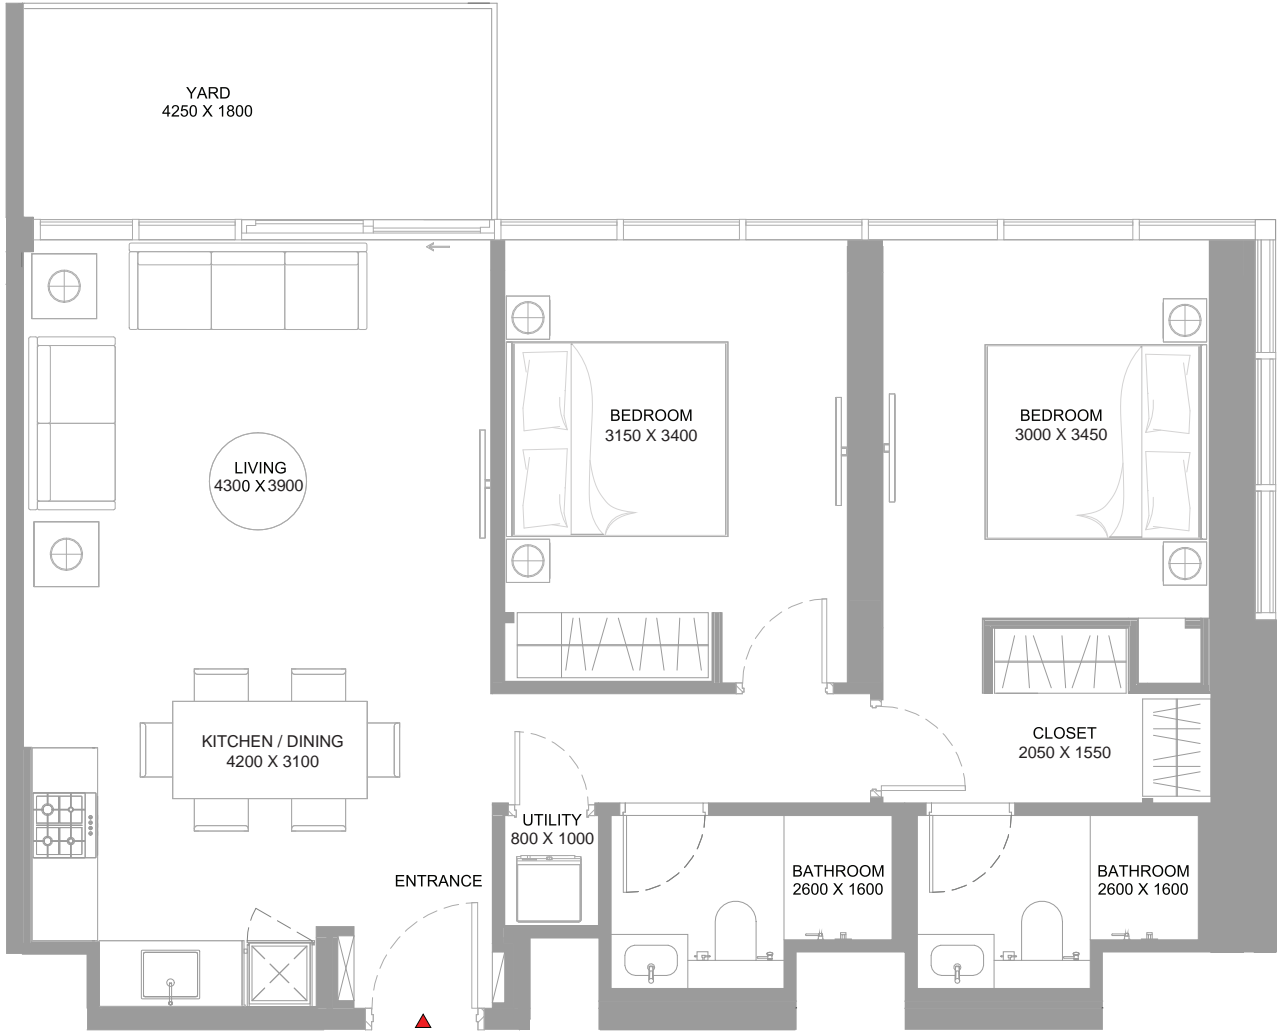 YARD
4250 X 1800
BEDROOM
3150 X 3400
BEDROOM
3000 X 3450
LIVING
4300 X 3900
KITCHEN / DINING
4200 X 3100
CLOSET
2050 X 1550
UTILITY
800 X 1000
ENTRANCE
BATHROOM
2600 X 1600
BATHROOM
2600 X 1600